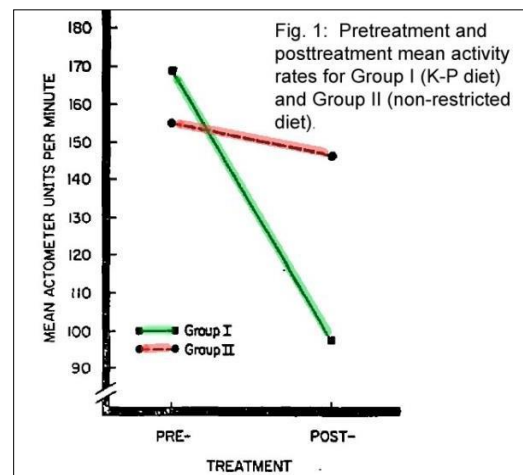 Fig. 1: Pretreatment and
posttreatment mean activity
rates for Group I (K-P diet)
and Group II (non-restricted
diet).
MEAN ACTOMETER UNITS PER MINUTE
180
170
160
150
140
130
120
110
100
90
Group I
Group II
PRE-
POST-
TREATMENT